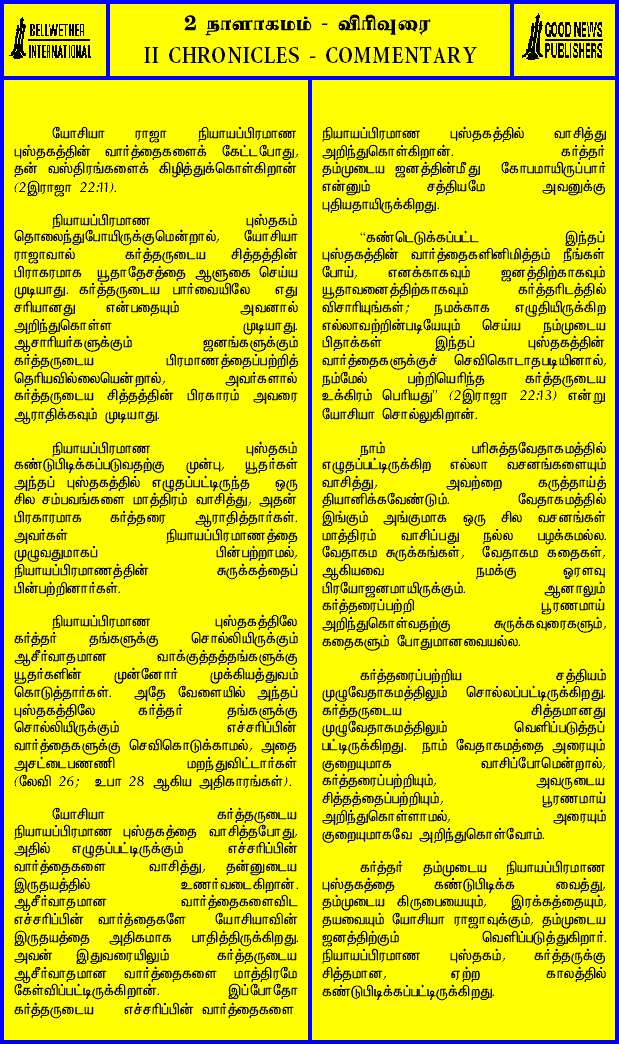 BELLWETHER
INTERNATIONAL
2 நாளாகமம் - விரிவுரை
II CHRONICLES - COMMENTARY
GOOD NEWS
PUBLISHERS
யோசியா ராஜா நியாயப்பிரமாண
புஸ்தகத்தின் வார்த்தைகளைக் கேட்டபோது,
தன் வஸ்திரங்களைக் கிழித்துக்கொள்கிறான்
(2இராஜா 22:11).
நியாயப்பிரமாண புஸ்தகம்
தொலைந்துபோயிருக்குமென்றால், யோசியா
ராஜாவால் கர்த்தருடைய சித்தத்தின்
பிரகாரமாக யூதாதேசத்தை ஆளுகை செய்ய
முடியாது. கர்த்தருடைய பார்வையிலே எது
சரியானது என்பதையும் அவனால்
அறிந்துகொள்ள முடியாது.
ஆசாரியர்களுக்கும் ஜனங்களுக்கும்
கர்த்தருடைய பிரமாணத்தைப்பற்றித்
தெரியவில்லையென்றால், அவர்களால்
கர்த்தருடைய சித்தத்தின் பிரகாரம் அவரை
ஆராதிக்கவும் முடியாது.
நியாயப்பிரமாண புஸ்தகம்
கண்டுபிடிக்கப்படுவதற்கு முன்பு, யூதர்கள்
அந்தப் புஸ்தகத்தில் எழுதப்பட்டிருந்த ஒரு
சில சம்பவங்களை மாத்திரம் வாசித்து, அதன்
பிரகாரமாக கர்த்தரை ஆராதித்தார்கள்.
அவர்கள் நியாயப்பிரமாணத்தை
முழுவதுமாகப் பின்பற்றாமல்,
நியாயப்பிரமாணத்தின் சுருக்கத்தைப்
பின்பற்றினார்கள்.
நியாயப்பிரமாண புஸ்தகத்திலே
கர்த்தர் தங்களுக்கு சொல்லியிருக்கும்
ஆசீர்வாதமான வாக்குத்தத்தங்களுக்கு
யூதர்களின் முன்னோர் முக்கியத்துவம்
கொடுத்தார்கள். அதே வேளையில் அந்தப்
புஸ்தகத்திலே கர்த்தர் தங்களுக்கு
சொல்லியிருக்கும் எச்சரிப்பின்
வார்த்தைகளுக்கு செவிகொடுக்காமல், அதை
அசட்டைபண்ணி மறந்துவிட்டார்கள்
(லேவி 26; உபா 28 ஆகிய அதிகாரங்கள்).
யோசியா கர்த்தருடைய
நியாயப்பிரமாண புஸ்தகத்தை வாசித்தபோது,
அதில் எழுதப்பட்டிருக்கும் எச்சரிப்பின்
வார்த்தைகளை வாசித்து, தன்னுடைய
இருதயத்தில் உணர்வடைகிறான்.
ஆசீர்வாதமான வார்த்தைகளைவிட
எச்சரிப்பின் வார்த்தைகளே யோசியாவின்
இருதயத்தை அதிகமாக பாதித்திருக்கிறது.
அவன் இதுவரையிலும் கர்த்தருடைய
ஆசீர்வாதமான வார்த்தைகளை மாத்திரமே
கேள்விப்பட்டிருக்கிறான். இப்போதோ
கர்த்தருடைய எச்சரிப்பின் வார்த்தைகளை
நியாயப்பிரமாண புஸ்தகத்தில் வாசித்து
அறிந்துகொள்கிறான். கர்த்தர்
தம்முடைய ஜனத்தின்மீது கோபமாயிருப்பார்
என்னும் சத்தியமே அவனுக்கு
புதியதாயிருக்கிறது.
"கண்டெடுக்கப்பட்ட இந்தப்
புஸ்தகத்தின் வார்த்தைகளினிமித்தம் நீங்கள்
போய், எனக்காகவும் ஜனத்திற்காகவும்
யூதாவனைத்திற்காகவும் கர்த்தரிடத்தில்
விசாரியுங்கள்; நமக்காக எழுதியிருக்கிற
எல்லாவற்றின்படியேயும் செய்ய நம்முடைய
பிதாக்கள் இந்தப் புஸ்தகத்தின்
வார்த்தைகளுக்குச் செவிகொடாதபடியினால்,
நம்மேல் பற்றியெரிந்த கர்த்தருடைய
உக்கிரம் பெரியது" (2இராஜா 22:13) என்று
யோசியா சொல்லுகிறான்.
நாம் பரிசுத்தவேதாகமத்தில்
எழுதப்பட்டிருக்கிற எல்லா வசனங்களையும்
வாசித்து, அவற்றை கருத்தாய்த்
தியானிக்கவேண்டும். வேதாகமத்தில்
இங்கும் அங்குமாக ஒரு சில வசனங்கள்
மாத்திரம் வாசிப்பது நல்ல பழக்கமல்ல.
வேதாகம சுருக்கங்கள், வேதாகம கதைகள்,
ஆகியவை நமக்கு ஓரளவு
பிரயோஜனமாயிருக்கும். ஆனாலும்
கர்த்தரைப்பற்றி பூரணமாய்
அறிந்துகொள்வதற்கு சுருக்கவுரைகளும்,
கதைகளும் போதுமானவையல்ல.
கர்த்தரைப்பற்றிய சத்தியம்
முழுவேதாகமத்திலும் சொல்லப்பட்டிருக்கிறது.
கர்த்தருடைய சித்தமானது
முழுவேதாகமத்திலும் வெளிப்படுத்தப்
பட்டிருக்கிறது. நாம் வேதாகமத்தை அரையும்
குறையுமாக வாசிப்போமென்றால்,
கர்த்தரைப்பற்றியும், அவருடைய
சித்தத்தைப்பற்றியும், பூரணமாய்
அறிந்துகொள்ளாமல், அரையும்
குறையுமாகவே அறிந்துகொள்வோம்.
கர்த்தர் தம்முடைய நியாயப்பிரமாண
புஸ்தகத்தை கண்டுபிடிக்க வைத்து,
தம்முடைய கிருபையையும், இரக்கத்தையும்,
தயவையும் யோசியா ராஜாவுக்கும், தம்முடைய
ஜனத்திற்கும் வெளிப்படுத்துகிறார்.
நியாயப்பிரமாண புஸ்தகம், கர்த்தருக்கு
சித்தமான, ஏற்ற காலத்தில்
கண்டுபிடிக்கப்பட்டிருக்கிறது.